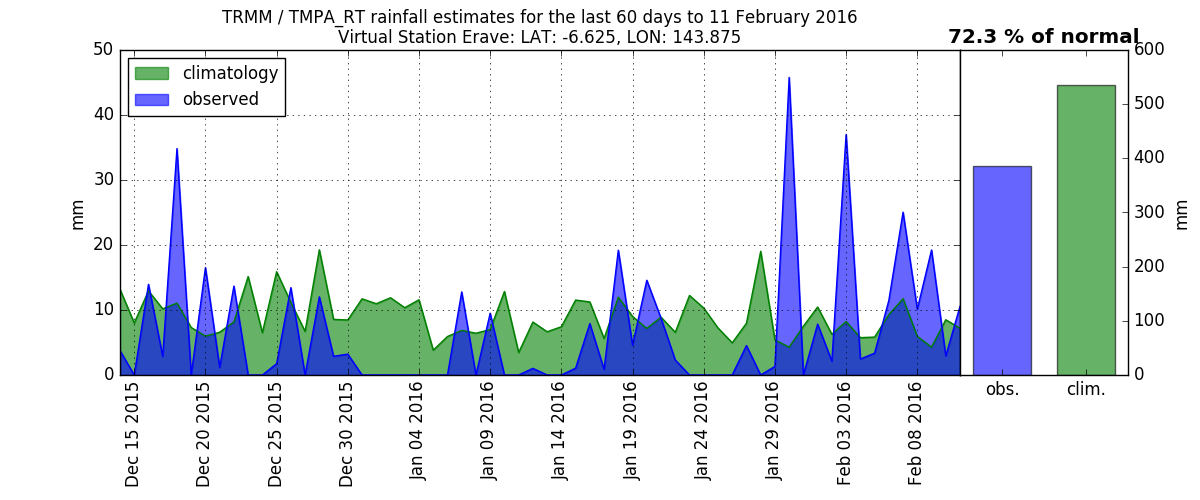 TRMM / TMPA_RT rainfall estimates for the last 60 days to 11 February 2016
Virtual Station Erave: LAT: -6.625, LON: 143.875
72.3 % of normal
climatology
observed
mm
50
40
30
20
10
0
Dec 15 2015
Dec 20 2015
Dec 25 2015
Dec 30 2015
Jan 04 2016
Jan 09 2016
Jan 14 2016
Jan 19 2016
Jan 24 2016
Jan 29 2016
Feb 03 2016
Feb 08 2016
600
500
400
300
200
100
0
mm
obs.
clim.